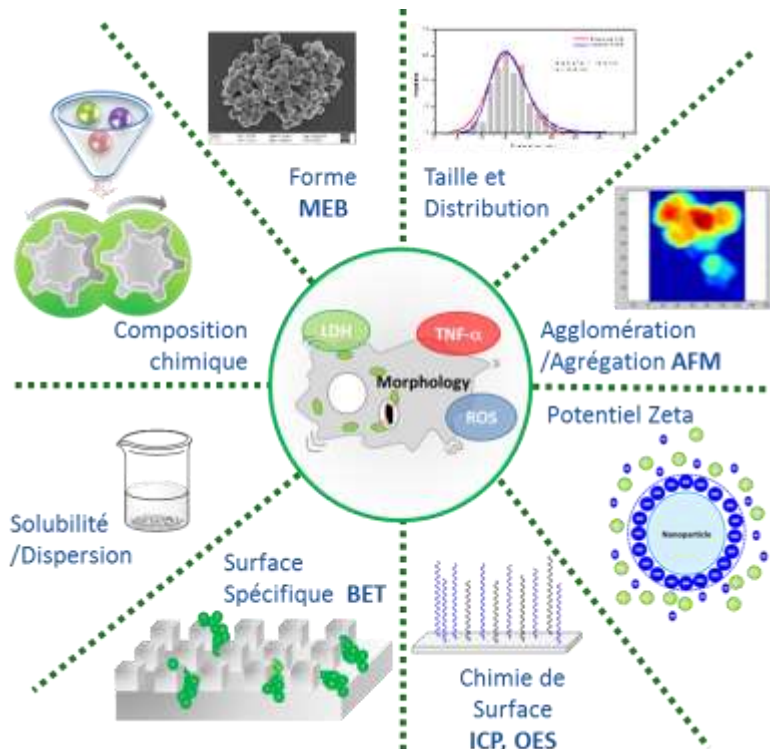 Forme
MEB
Taille et
Distribution
Composition
chimique
Agglomération
/Agrégation AFM
LDH
TNF-α
Morphology
ROS
Potentiel Zeta
Nanoparticle
Solubilité
/Dispersion
Surface
Spécifique BET
Chimie de
Surface
ICP, OES